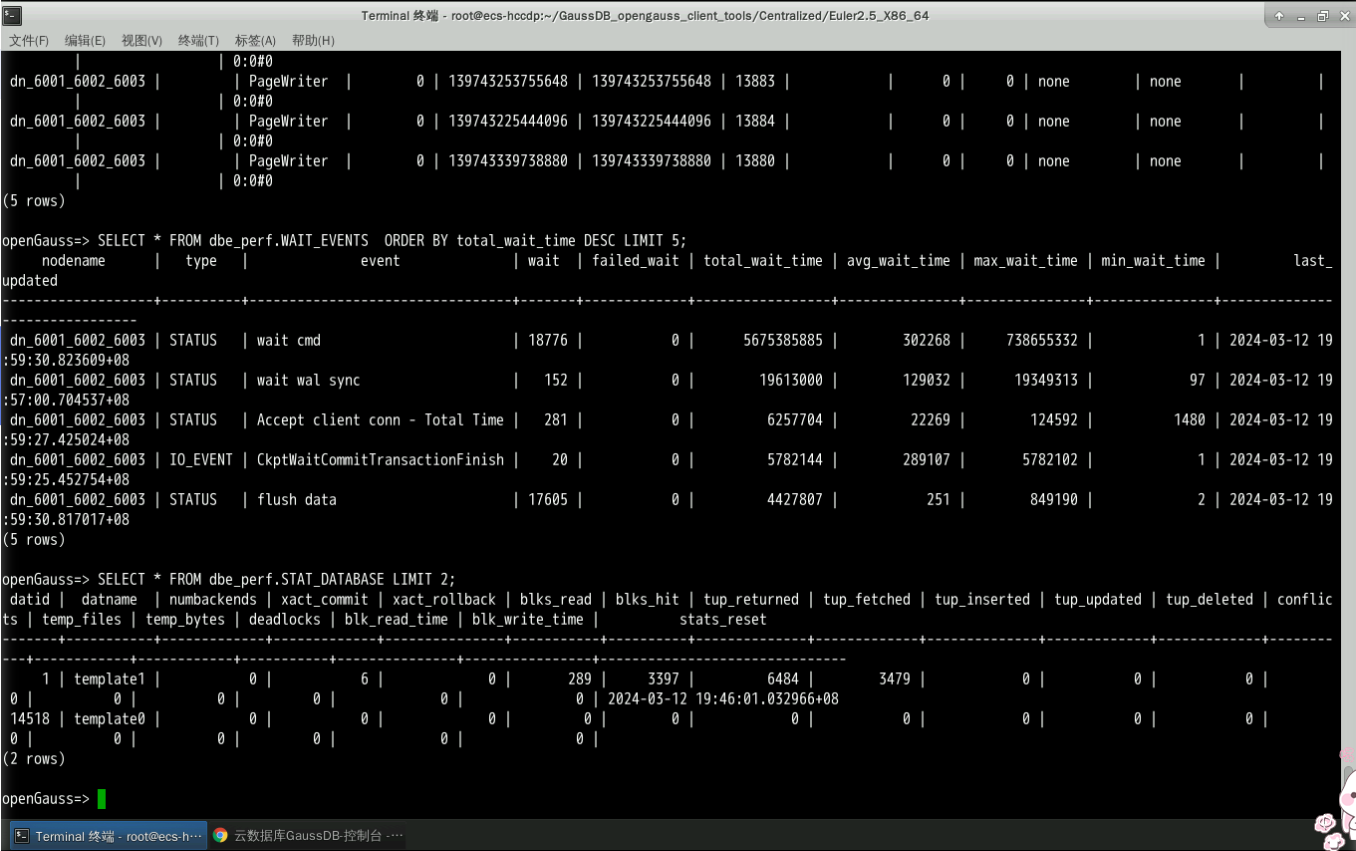 Terminal 终端 - root@ecs-hccdp:~/GaussDB_opengauss_client_tools/Centralized/Euler2.5_X86_64
文件(F) 编辑(E) 视图(V) 终端(T) 标签(A) 帮助(H)
| | 0:0#0
dn_6001_6002_6003 | | PageWriter | 0 | 139743253755648 | 139743253755648 | 13883 | | 0 | 0 | none | none | |
| | 0:0#0
dn_6001_6002_6003 | | PageWriter | 0 | 139743225444096 | 139743225444096 | 13884 | | 0 | 0 | none | none | |
| | 0:0#0
dn_6001_6002_6003 | | PageWriter | 0 | 139743339738880 | 139743339738880 | 13880 | | 0 | 0 | none | none | |
| | 0:0#0
(5 rows)
openGauss=> SELECT * FROM dbe_perf.WAIT_EVENTS  ORDER BY total_wait_time DESC LIMIT 5;
nodename | type | event | wait | failed_wait | total_wait_time | avg_wait_time | max_wait_time | min_wait_time | last_
updated
-------------------+----------+----------------------------------+-------+-------------+-----------------+---------------+---------------+---------------+--------------
-----------------
dn_6001_6002_6003 | STATUS | wait cmd | 18776 | 0 | 5675385885 | 302268 | 738655332 | 1 | 2024-03-12 19
:59:30.823609+08
dn_6001_6002_6003 | STATUS | wait wal sync | 152 | 0 | 19613000 | 129032 | 19349313 | 97 | 2024-03-12 19
:57:00.704537+08
dn_6001_6002_6003 | STATUS | Accept client conn - Total Time | 281 | 0 | 6257704 | 22269 | 124592 | 1480 | 2024-03-12 19
:59:27.425024+08
dn_6001_6002_6003 | IO_EVENT | CkptWaitCommitTransactionFinish | 20 | 0 | 5782144 | 289107 | 5782102 | 1 | 2024-03-12 19
:59:25.452754+08
dn_6001_6002_6003 | STATUS | flush data | 17605 | 0 | 4427807 | 251 | 849190 | 2 | 2024-03-12 19
:59:30.817017+08
(5 rows)
openGauss=> SELECT * FROM dbe_perf.STAT_DATABASE LIMIT 2;
datid | datname | numbackends | xact_commit | xact_rollback | blks_read | blks_hit | tup_returned | tup_fetched | tup_inserted | tup_updated | tup_deleted | conflic
ts | temp_files | temp_bytes | deadlocks | blk_read_time | blk_write_time | stats_reset
-------+-----------+-------------+-------------+---------------+-----------+----------+--------------+-------------+--------------+-------------+-------------+--------
---+------------+------------+-----------+---------------+----------------+-------------------------------
1 | template1 | 0 | 6 | 0 | 289 | 3397 | 6484 | 3479 | 0 | 0 | 0 |
0 | 0 | 0 | 0 | 0 | 0 | 2024-03-12 19:46:01.032966+08
14518 | template0 | 0 | 0 | 0 | 0 | 0 | 0 | 0 | 0 | 0 | 0 |
0 | 0 | 0 | 0 | 0 | 0 |
(2 rows)
openGauss=>
Terminal 终端 - root@ecs-h··· 云数据库GaussDB-控制台 -···